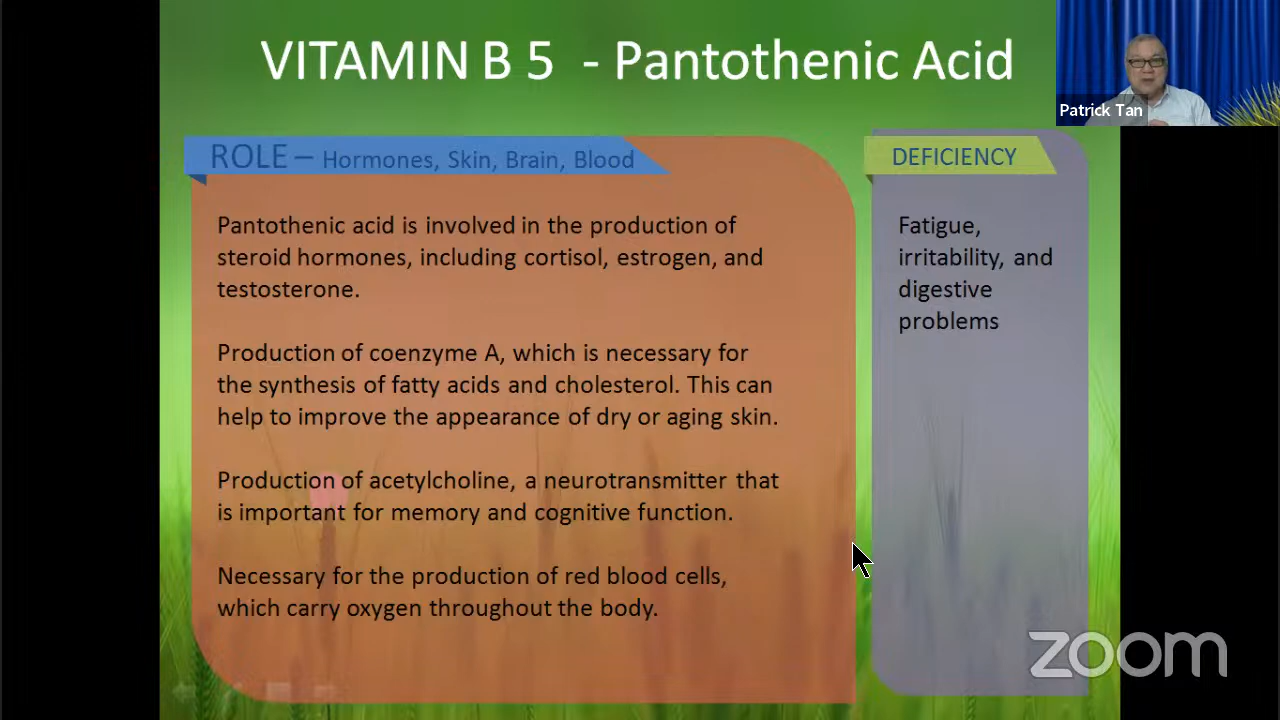 VITAMIN B 5 - Pantothenic Acid
Patrick Tan
ROLE – Hormones, Skin, Brain, Blood
Pantothenic acid is involved in the production of
steroid hormones, including cortisol, estrogen, and
testosterone.
Production of coenzyme A, which is necessary for
the synthesis of fatty acids and cholesterol. This can
help to improve the appearance of dry or aging skin.
Production of acetylcholine, a neurotransmitter that
is important for memory and cognitive function.
Necessary for the production of red blood cells,
which carry oxygen throughout the body.
DEFICIENCY
Fatigue,
irritability, and
digestive
problems
zoom